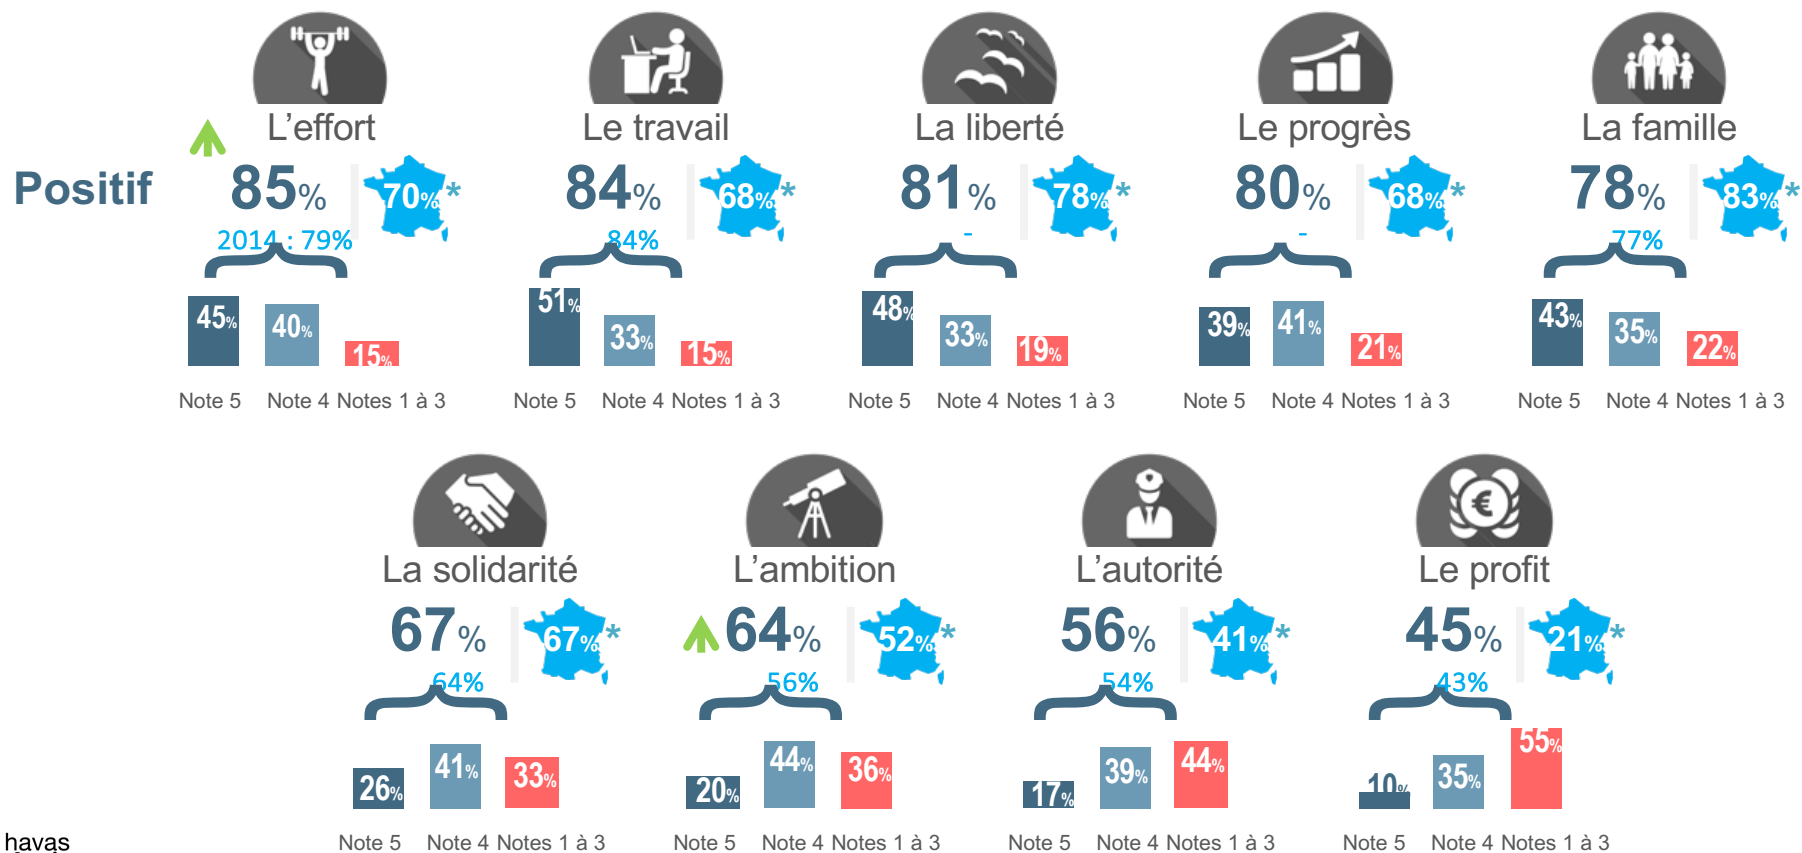 L'effort Le travail La liberté Le progrès La famille
Positif 85% 70%* 84% 68%* 81% 78%* 80% 68%* 78% 83%*
2014 : 79% 84% - - 77%
45% 40% 15% 51% 33% 15% 48% 33% 19% 39% 41% 21% 43% 35% 22%
Note 5 Note 4 Notes 1 à 3 Note 5 Note 4 Notes 1 à 3 Note 5 Note 4 Notes 1 à 3 Note 5 Note 4 Notes 1 à 3 Note 5 Note 4 Notes 1 à 3
La solidarité L'ambition L'autorité Le profit
67% 67%* 64% 52%* 56% 41%* 45% 21%*
64% 56% 54% 43%
26% 41% 33% 20% 44% 36% 17% 39% 44% 10% 35% 55%
Note 5 Note 4 Notes 1 à 3 Note 5 Note 4 Notes 1 à 3 Note 5 Note 4 Notes 1 à 3 Note 5 Note 4 Notes 1 à 3
havas